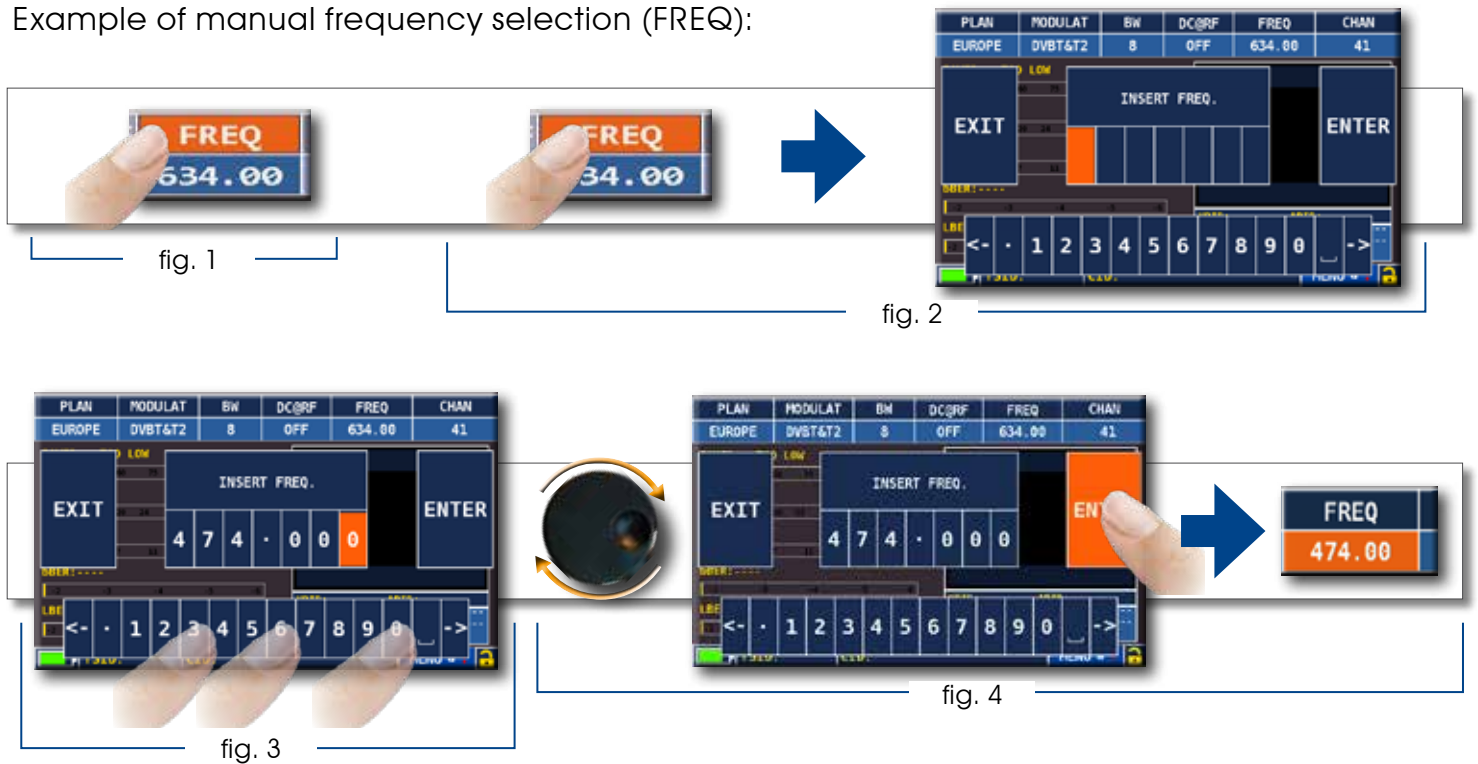 Example of manual frequency selection (FREQ):
FREQ
634.00
fig. 1
FREQ
34.00
PLAN MODULAT BW DC@RF FREQ CHAN
EUROPE DVBT&T2 8 OFF 634.00 41
LOW
EXIT
INSERT FREQ.
ENTER
<- · 1 2 3 4 5 6 7 8 9 0 _ ->
fig. 2
PLAN MODULAT BW DC@RF FREQ CHAN
EUROPE DVBT&T2 8 OFF 634.00 41
LOW
EXIT
INSERT FREQ.
4 7 4 · 0 0 0
ENTER
<- · 1 2 3 4 5 6 7 8 9 0 _ ->
fig. 3
PLAN MODULAT BW DC@RF FREQ CHAN
EUROPE DVBT&T2 8 OFF 634.00 41
LOW
EXIT
INSERT FREQ.
4 7 4 · 0 0 0
EN
<- · 1 2 3 4 5 6 7 8 9 0 _ ->
fig. 4
FREQ
474.00